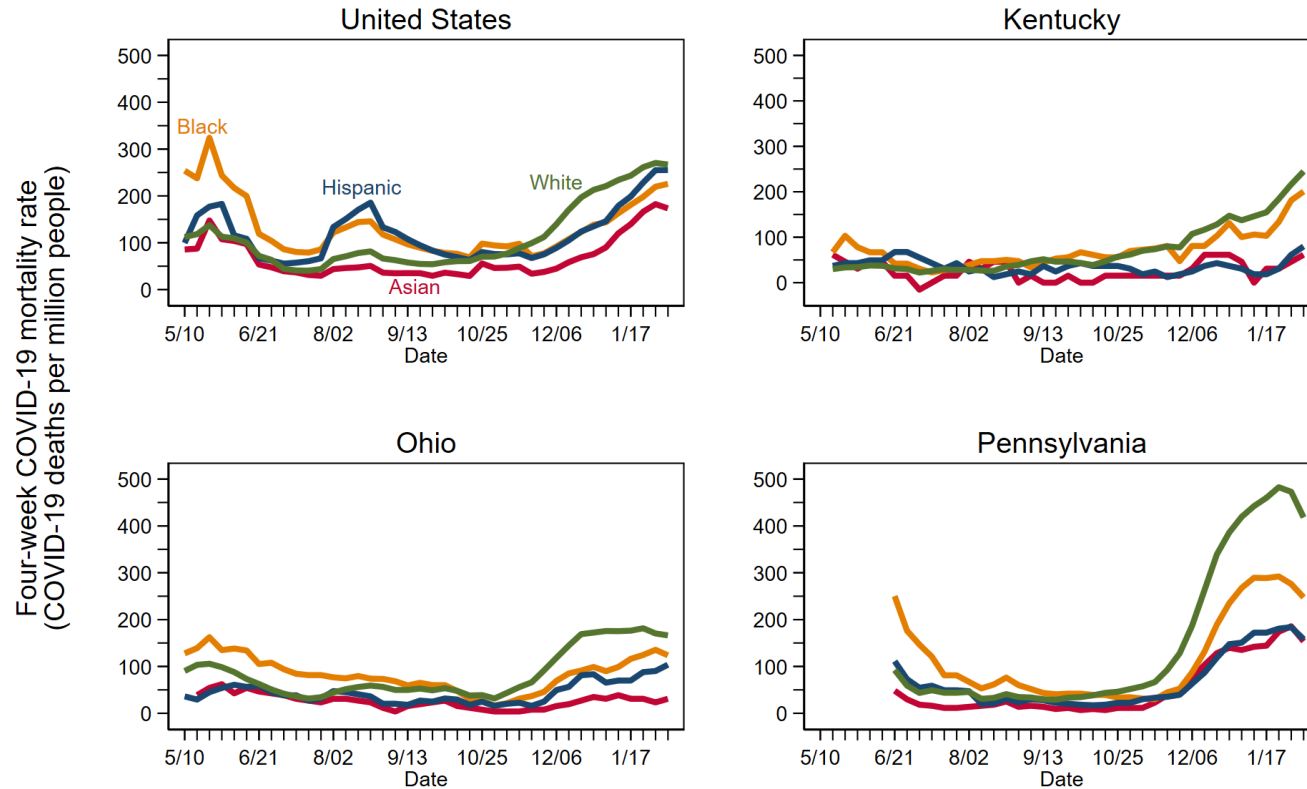 Four-week COVID-19 mortality rate
(COVID-19 deaths per million people)
United States
500
400
300
200
100
0
Black
Hispanic
White
Asian
5/10 6/21 8/02 9/13 10/25 12/06 1/17
Date
Kentucky
500
400
300
200
100
0
5/10 6/21 8/02 9/13 10/25 12/06 1/17
Date
Ohio
500
400
300
200
100
0
5/10 6/21 8/02 9/13 10/25 12/06 1/17
Date
Pennsylvania
500
400
300
200
100
0
5/10 6/21 8/02 9/13 10/25 12/06 1/17
Date